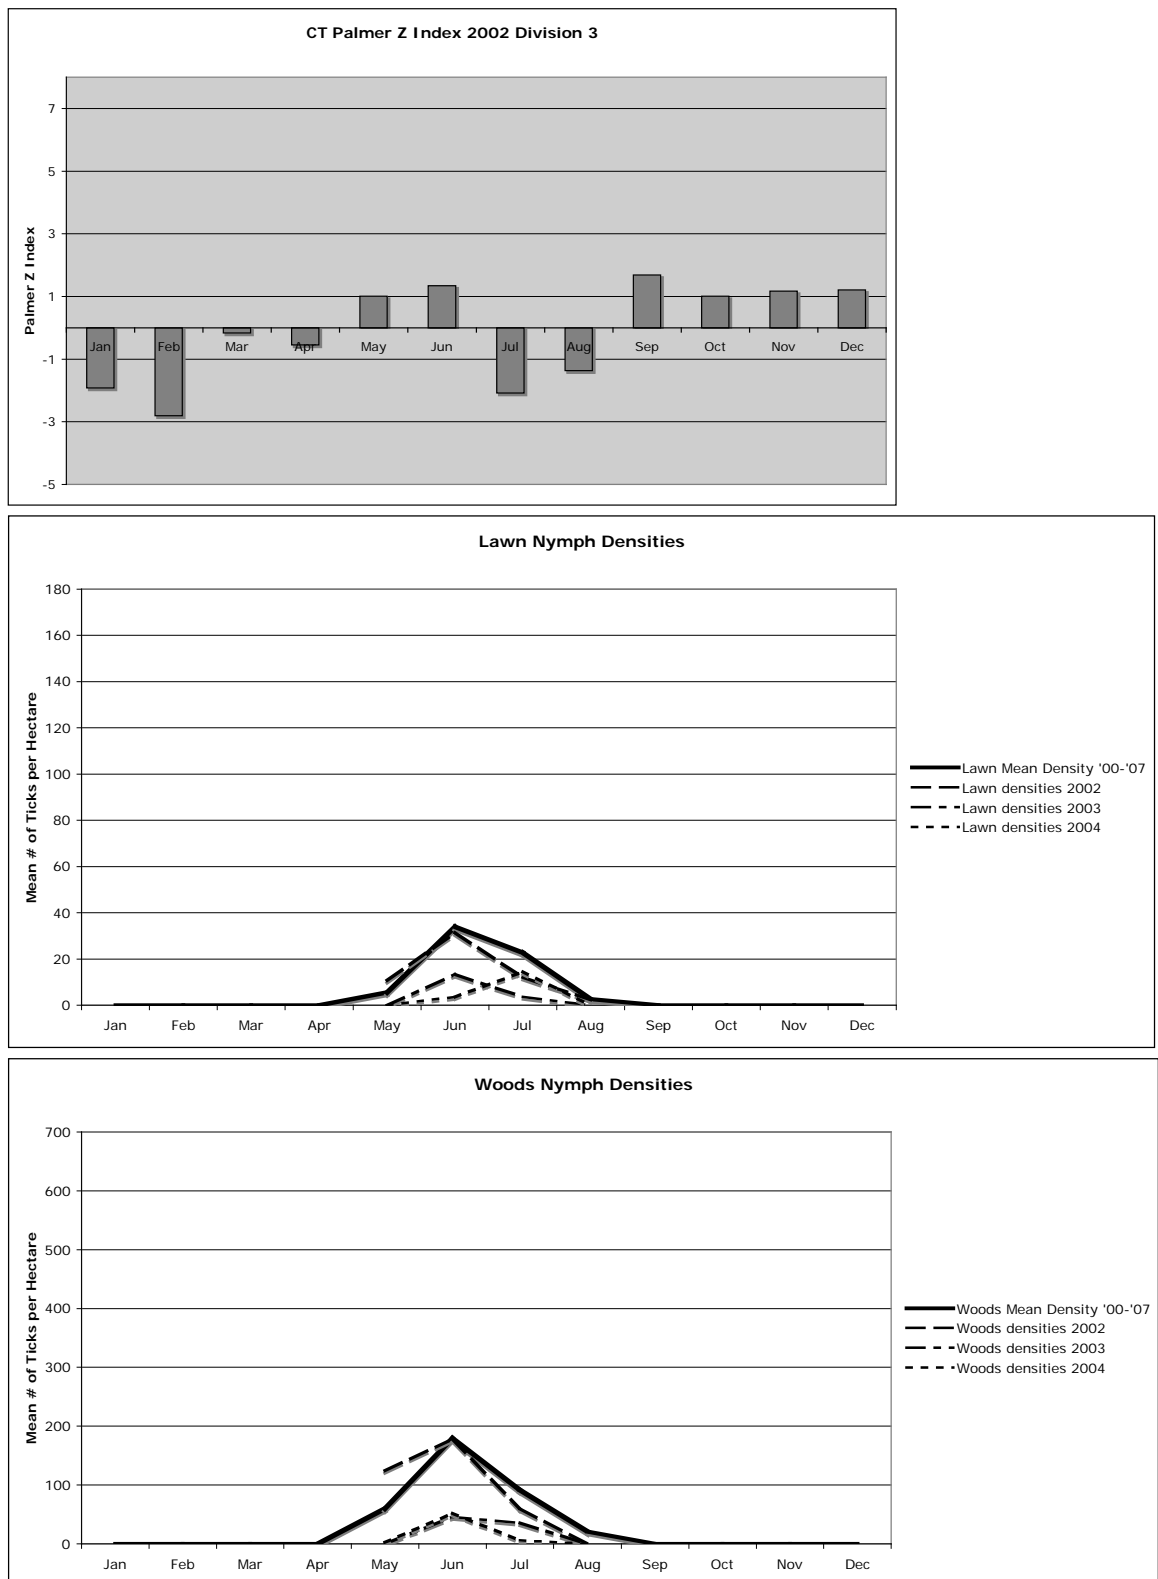 CT Palmer Z Index 2002 Division 3
Palmer Z Index
7
5
3
1
-1
-3
-5
Jan Feb Mar Apr May Jun Jul Aug Sep Oct Nov Dec
Lawn Nymph Densities
Mean # of Ticks per Hectare
180
160
140
120
100
80
60
40
20
0
Jan Feb Mar Apr May Jun Jul Aug Sep Oct Nov Dec
Lawn Mean Density '00-'07
Lawn densities 2002
Lawn densities 2003
Lawn densities 2004
Woods Nymph Densities
Mean # of Ticks per Hectare
700
600
500
400
300
200
100
0
Jan Feb Mar Apr May Jun Jul Aug Sep Oct Nov Dec
Woods Mean Density '00-'07
Woods densities 2002
Woods densities 2003
Woods densities 2004